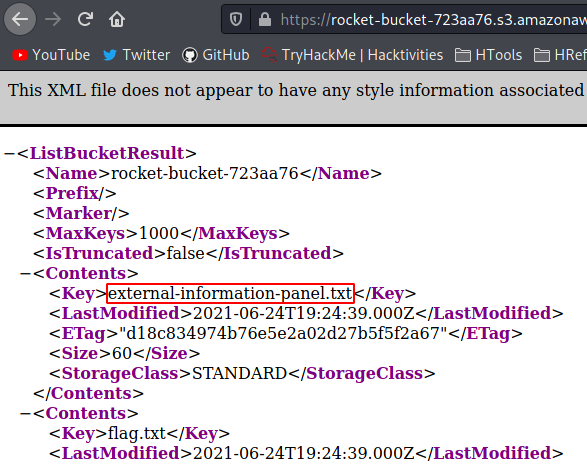 https://rocket-bucket-723aa76.s3.amazonaw
YouTube Twitter GitHub TryHackMe | Hacktivities HTools HRef
This XML file does not appear to have any style information associated
−<ListBucketResult>
<Name>rocket-bucket-723aa76</Name>
<Prefix/>
<Marker/>
<MaxKeys>1000</MaxKeys>
<IsTruncated>false</IsTruncated>
−<Contents>
<Key>external-information-panel.txt</Key>
<LastModified>2021-06-24T19:24:39.000Z</LastModified>
<ETag>"d18c834974b76e5e2a02d27b5f5f2a67"</ETag>
<Size>60</Size>
<StorageClass>STANDARD</StorageClass>
</Contents>
−<Contents>
<Key>flag.txt</Key>
<LastModified>2021-06-24T19:24:39.000Z</LastModified>